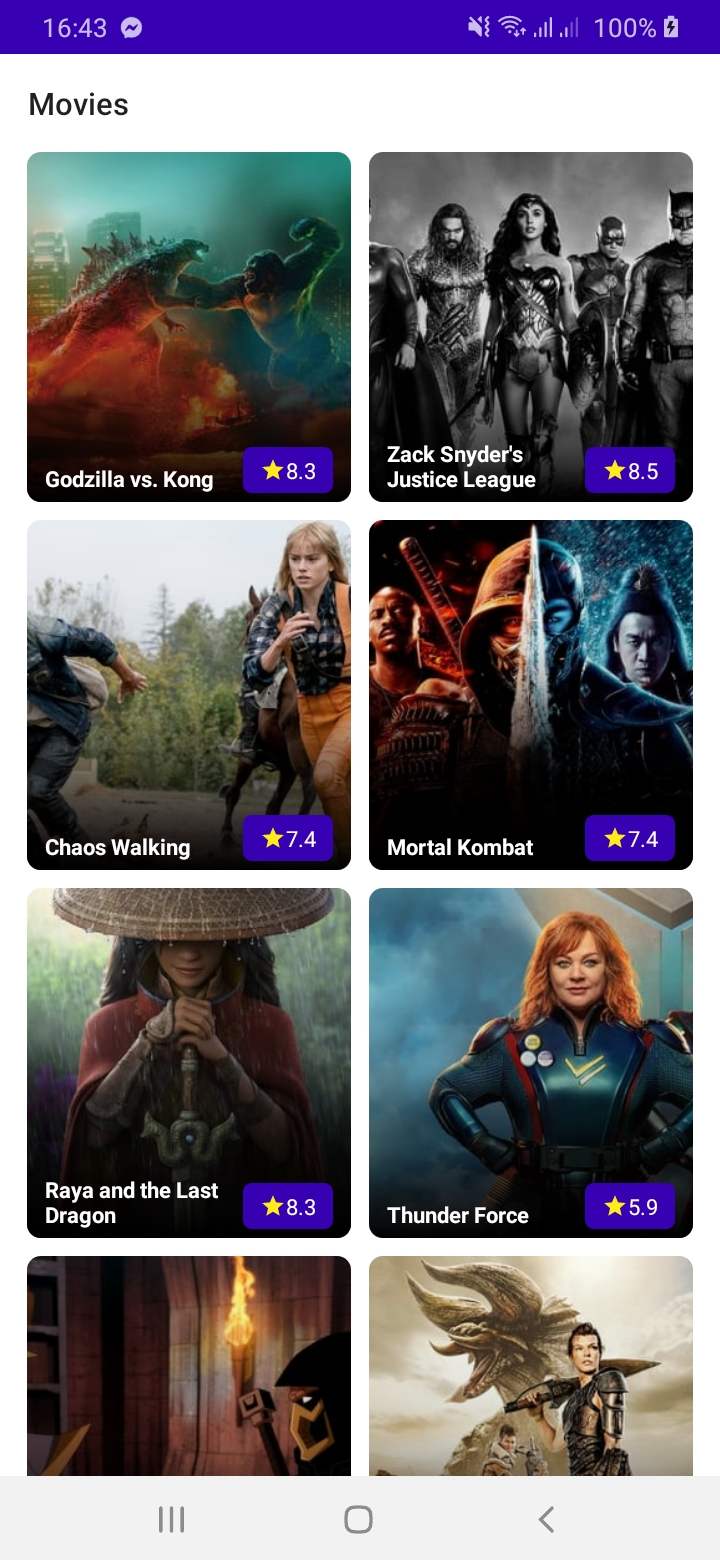 16:43
100%
Movies
Godzilla vs. Kong
8.3
Zack Snyder's
Justice League
8.5
Chaos Walking
7.4
Mortal Kombat
7.4
Raya and the Last
Dragon
8.3
Thunder Force
5.9